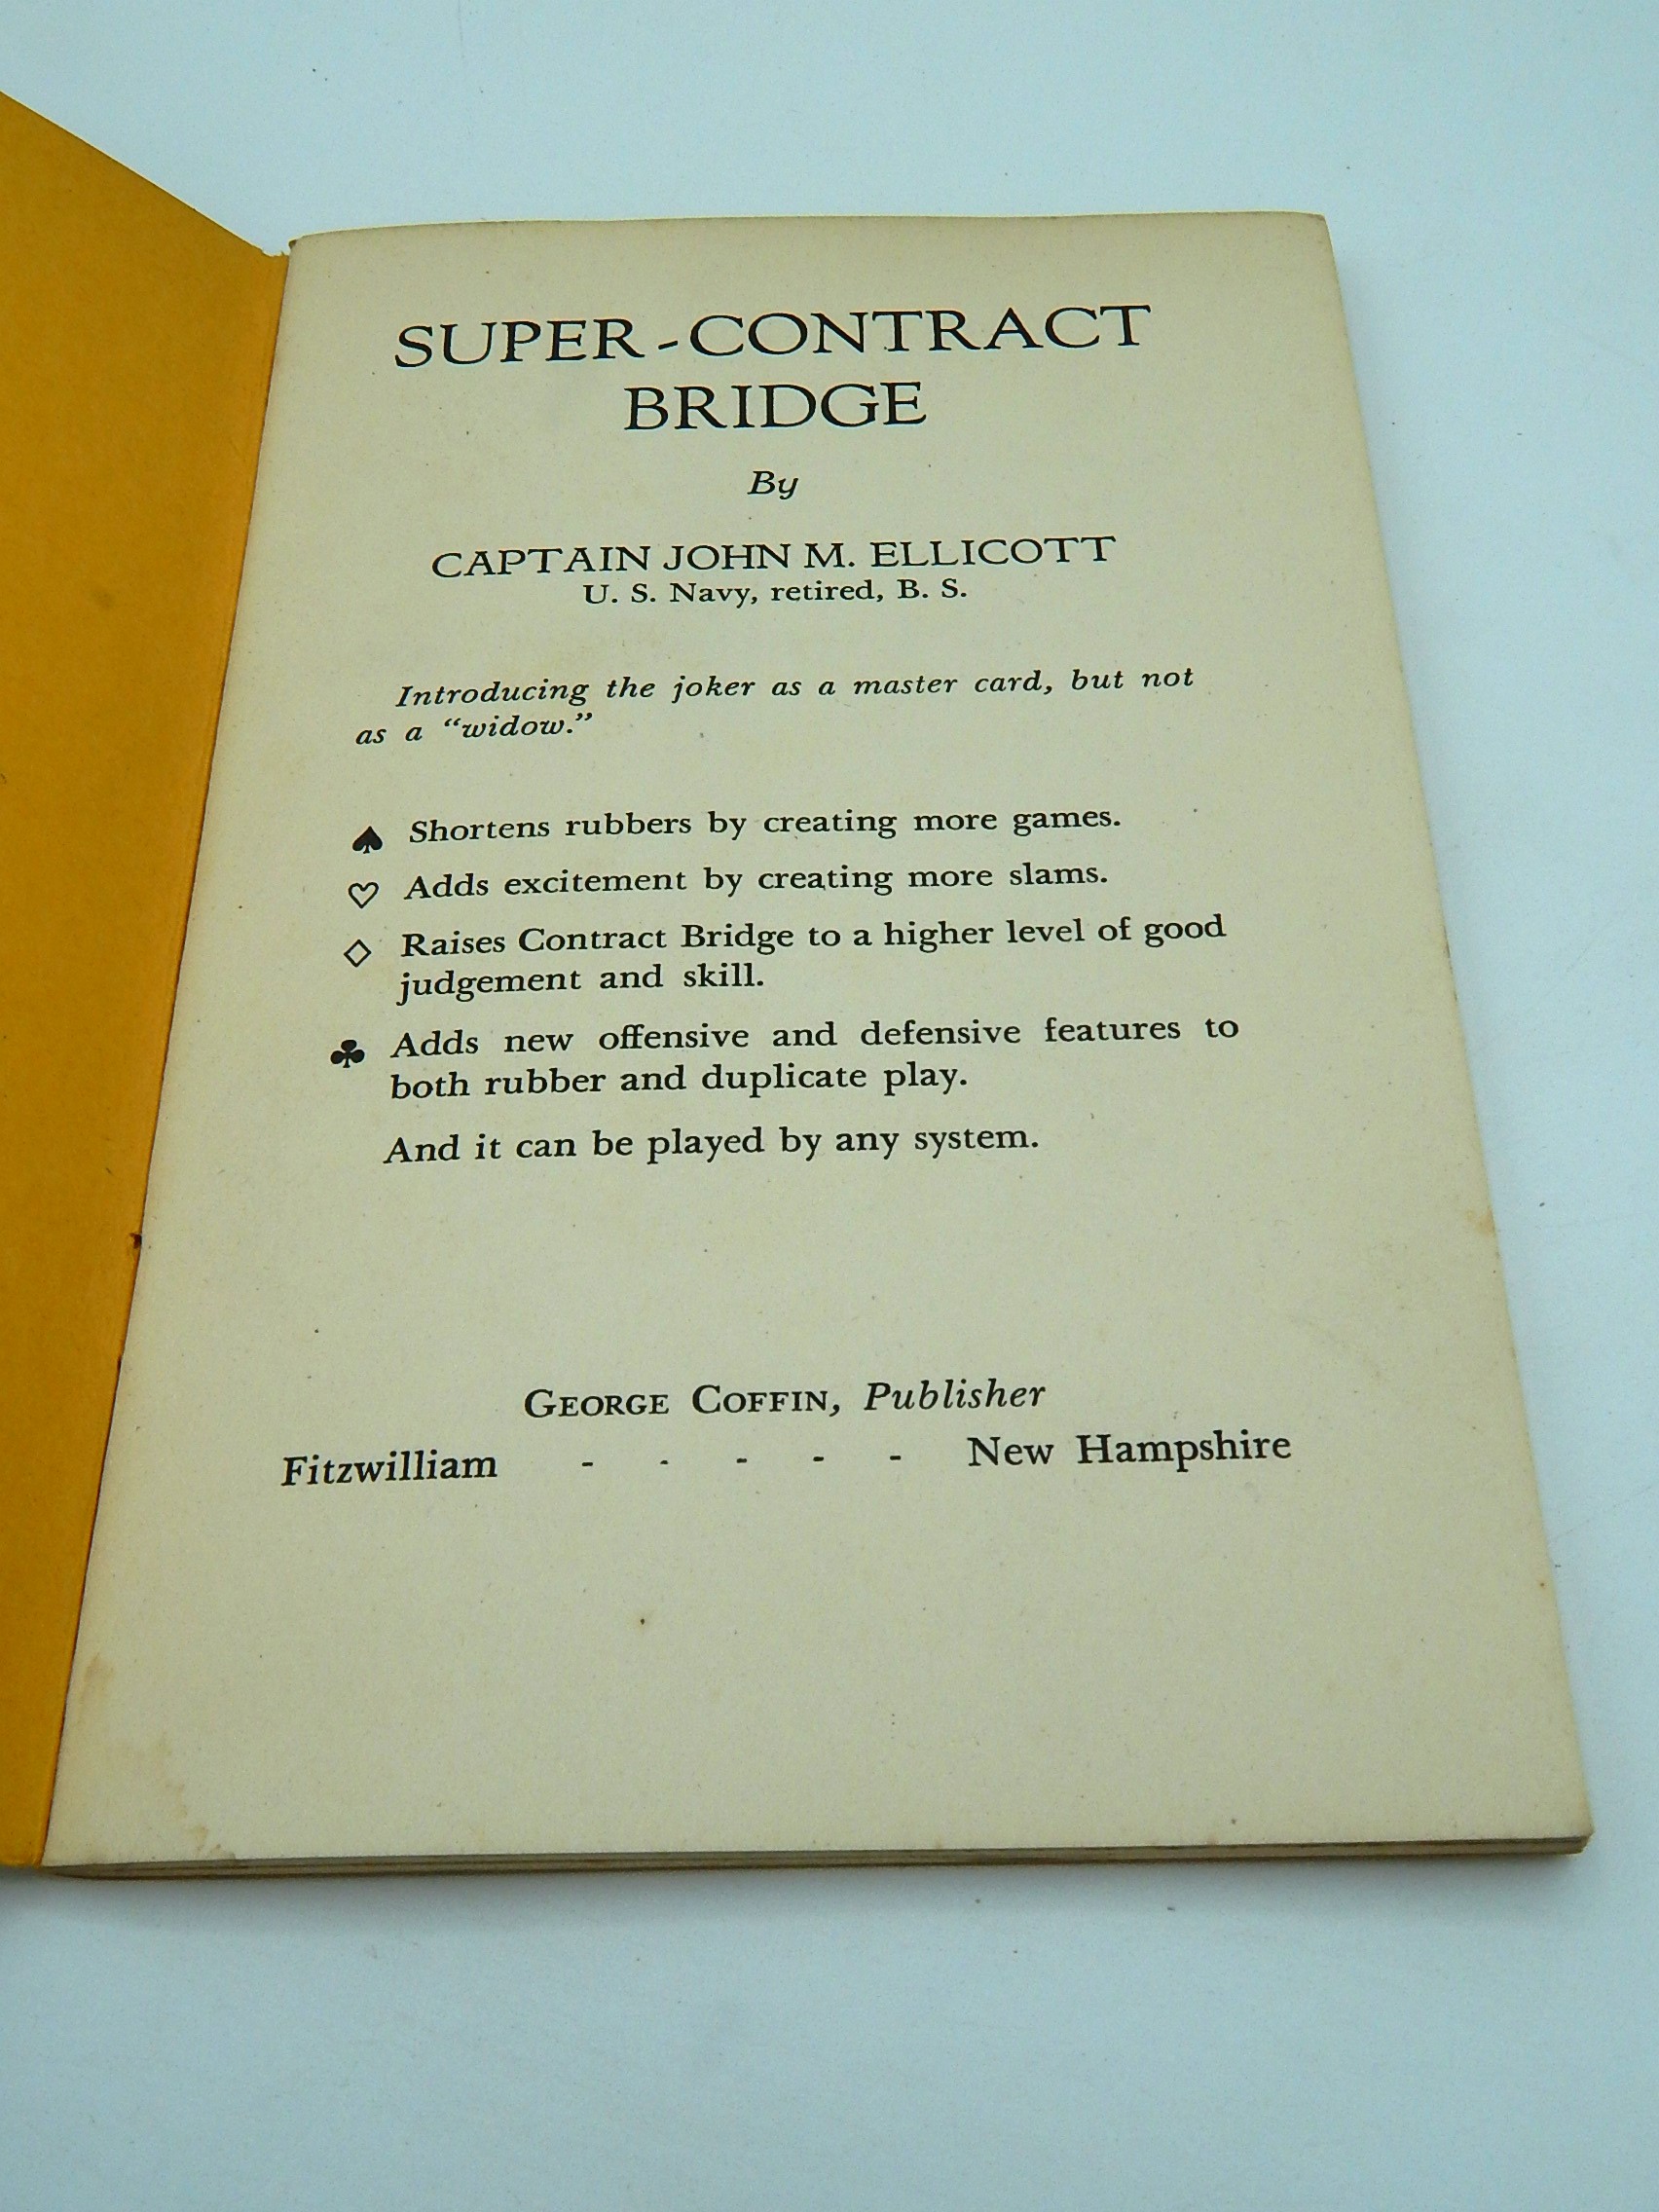 SUPER-CONTRACT
BRIDGE
By
CAPTAIN JOHN M. ELLICOTT
U. S. Navy, retired, B. S.
Introducing the joker as a master card, but not
as a “widow.”
♠ Shortens rubbers by creating more games.
♡ Adds excitement by creating more slams.
♢ Raises Contract Bridge to a higher level of good
judgement and skill.
♣ Adds new offensive and defensive features to
both rubber and duplicate play.
And it can be played by any system.
GEORGE COFFIN, Publisher
Fitzwilliam - - - - - New Hampshire